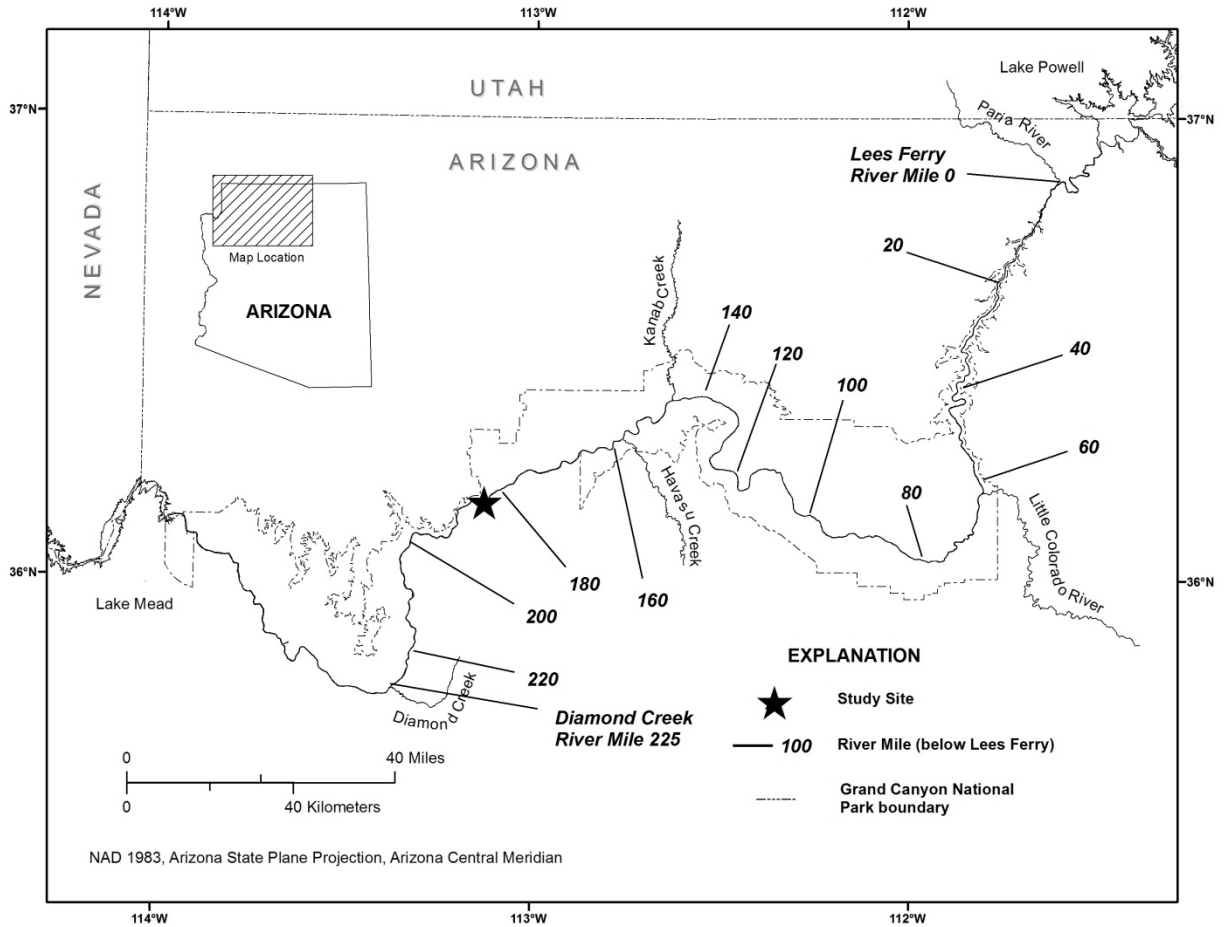 114°W
113°W
112°W
37°N
37°N
UTAH
ARIZONA
NEVADA
Lake Powell
Paria River
Lees Ferry
River Mile 0
Map Location
ARIZONA
20
Kanab Creek
140
120
100
40
60
80
Havasu Creek
Little Colorado River
180
160
200
36°N
36°N
Lake Mead
220
Diamond Creek
Diamond Creek
River Mile 225
EXPLANATION
Study Site
100 River Mile (below Lees Ferry)
Grand Canyon National
Park boundary
0 40 Miles
0 40 Kilometers
NAD 1983, Arizona State Plane Projection, Arizona Central Meridian
114°W
113°W
112°W